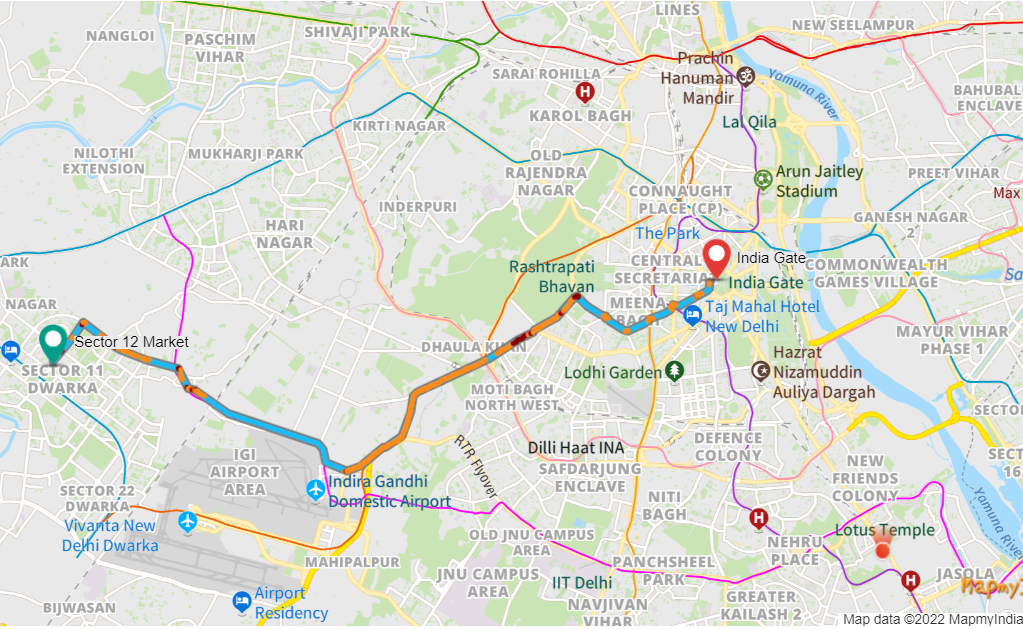 LINES
NANGLOI
PASCHIM
VIHAR
SHIVAJI PARK
NEW SEELAMPUR
Prachin
Hanuman
Mandir
Yamuna River
SARAI ROHILLA
H
KAROL BAGH
BAHUBALI
ENCLAVE
KIRTI NAGAR
Lal Qila
NILOTHI
EXTENSION
MUKHARJI PARK
OLD
RAJENDRA
NAGAR
Arun Jaitley
Stadium
PREET VIHAR
Max
CONNAUGHT
PLACE (CP)
INDERPURI
HARI
NAGAR
The Park
GANESH NAGAR
2
India Gate
CENTRAL
SECRETARIA
Rashtrapati
Bhavan
COMMONWEALTH
GAMES VILLAGE
ARK
India Gate
MEENA
BAGH
Taj Mahal Hotel
New Delhi
NAGAR
Sector 12 Market
MAYUR VIHAR
PHASE 1
DHAULA KHAN
SECTOR 11
DWARKA
Lodhi Garden
Hazrat
Nizamuddin
Auliya Dargah
MOTI BAGH
NORTH WEST
SECTO
RTR Flyover
Dilli Haat INA
DEFENCE
COLONY
IGI
AIRPORT
AREA
SAFDARJUNG
ENCLAVE
SECT
16
NEW
FRIENDS
COLONY
Indira Gandhi
Domestic Airport
SECTOR 22
DWARKA
NITI
BAGH
Yamuna River
Vivanta New
Delhi Dwarka
H
Lotus Temple
OLD JNU CAMPUS
AREA
NEHRU
PLACE
MAHIPALPUR
PANCHSHEEL
PARK
JNU CAMPUS
AREA
IIT Delhi
H
JASOLA
Mapmy
Airport
Residency
BIJWASAN
NAVJIVAN
VIHAR
GREATER
KAILASH 2
Map data ©2022 MapmyIndia